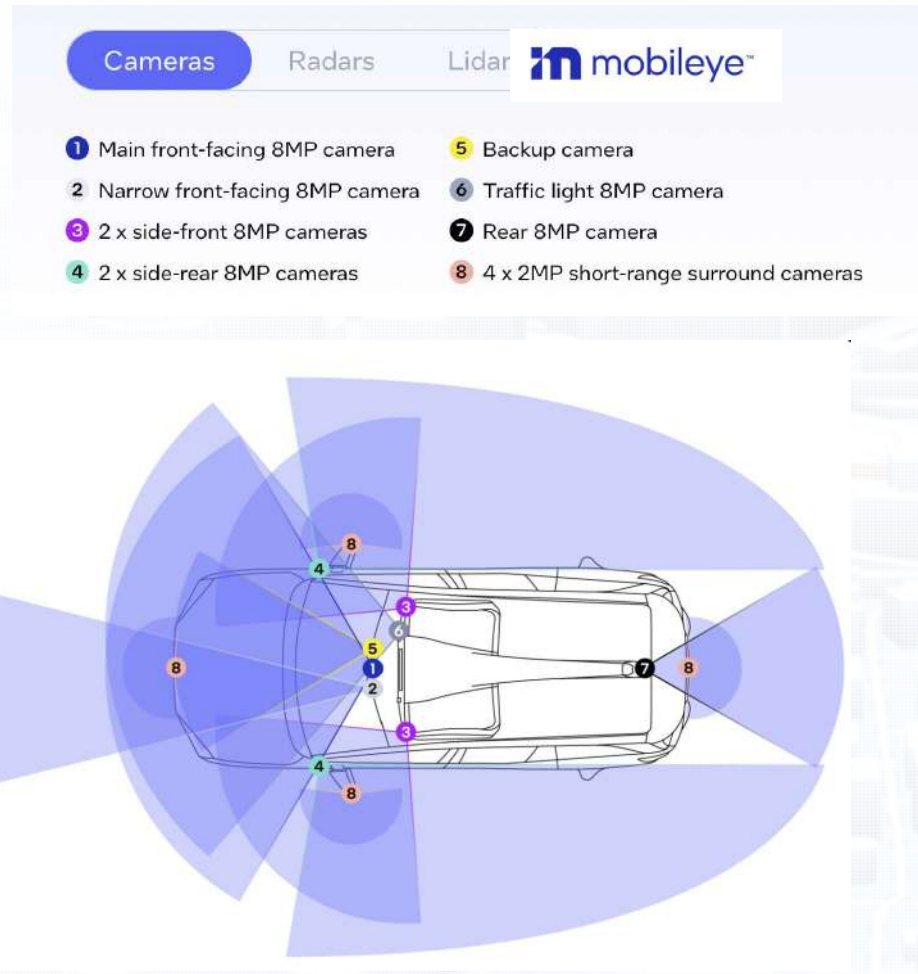 Cameras Radars Lidar mobileye™
1 Main front-facing 8MP camera
2 Narrow front-facing 8MP camera
3 2 x side-front 8MP cameras
4 2 x side-rear 8MP cameras
5 Backup camera
6 Traffic light 8MP camera
7 Rear 8MP camera
8 4 x 2MP short-range surround cameras
8
4
3
6
5
8
1
7
8
2
3
4
8